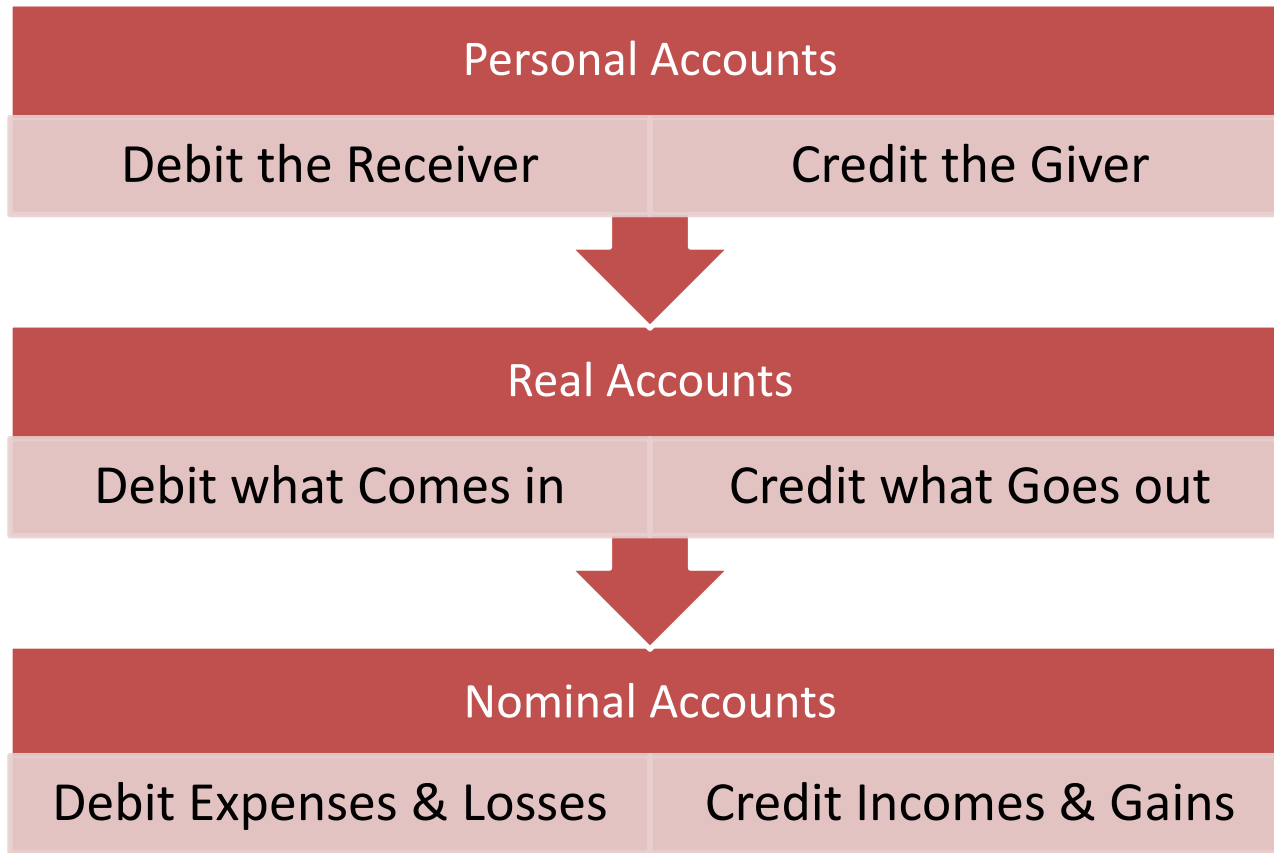 Personal Accounts
Debit the Receiver
Credit the Giver
Real Accounts
Debit what Comes in
Credit what Goes out
Nominal Accounts
Debit Expenses & Losses
Credit Incomes & Gains